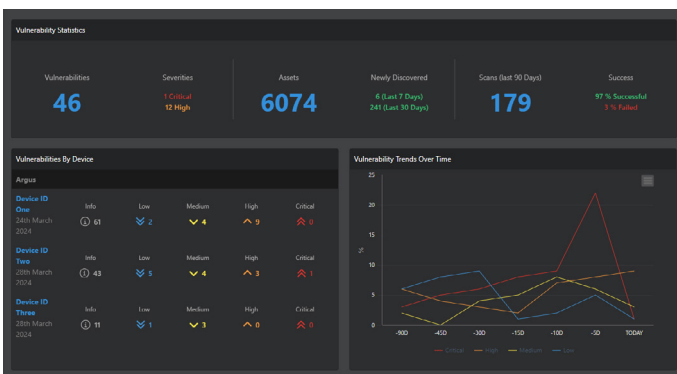 Vulnerability Statistics
Vulnerabilities
Severities
Assets
Newly Discovered
Scans (last 90 Days)
Success
46
1 Critical
12 High
6074
6 (Last 7 Days)
241 (Last 30 Days)
179
97 % Successful
3 % Failed
Vulnerabilities By Device
Argus
Device ID One
24th March 2024
Info Low Medium High Critical
61 2 4 9 0
Device ID Two
28th March 2024
Info Low Medium High Critical
43 5 4 3 1
Device ID Three
28th March 2024
Info Low Medium High Critical
11 1 3 0 0
Vulnerability Trends Over Time
25
20
15
10
5
0
%
-90D -45D -30D -15D -10D -5D TODAY
Critical High Medium Low